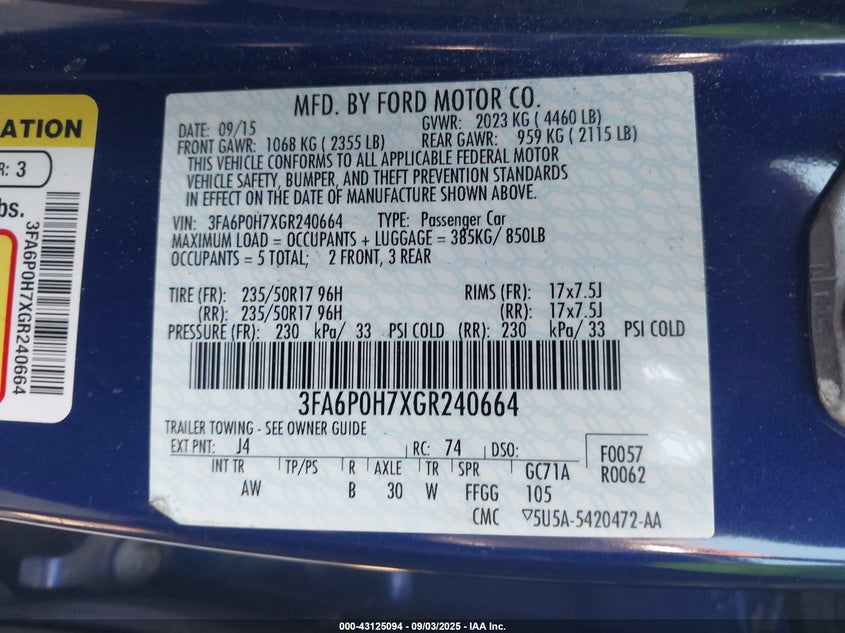 ATION
R: 3
bs.
3FA6P0H7XGR240664
MFD. BY FORD MOTOR CO.
DATE: 09/15 GVWR: 2023 KG ( 4460 LB)
FRONT GAWR: 1068 KG ( 2355 LB) REAR GAWR: 959 KG ( 2115 LB)
THIS VEHICLE CONFORMS TO ALL APPLICABLE FEDERAL MOTOR
VEHICLE SAFETY, BUMPER, AND THEFT PREVENTION STANDARDS
IN EFFECT ON THE DATE OF MANUFACTURE SHOWN ABOVE.
VIN: 3FA6P0H7XGR240664 TYPE: Passenger Car
MAXIMUM LOAD = OCCUPANTS + LUGGAGE = 385KG/ 850LB
OCCUPANTS = 5 TOTAL; 2 FRONT, 3 REAR
TIRE (FR): 235/50R17 96H RIMS (FR): 17x7.5J
(RR): 235/50R17 96H (RR): 17x7.5J
PRESSURE (FR): 230 kPa/ 33 PSI COLD (RR): 230 kPa/ 33 PSI COLD
3FA6P0H7XGR240664
TRAILER TOWING - SEE OWNER GUIDE
EXT PNT: J4 RC: 74 DSO: F0057
INT TR TP/PS R AXLE TR SPR GC71A R0062
AW B 30 W FFGG 105
CMC ▽5U5A-5420472-AA
000-43125094 - 09/03/2025 - IAA Inc.